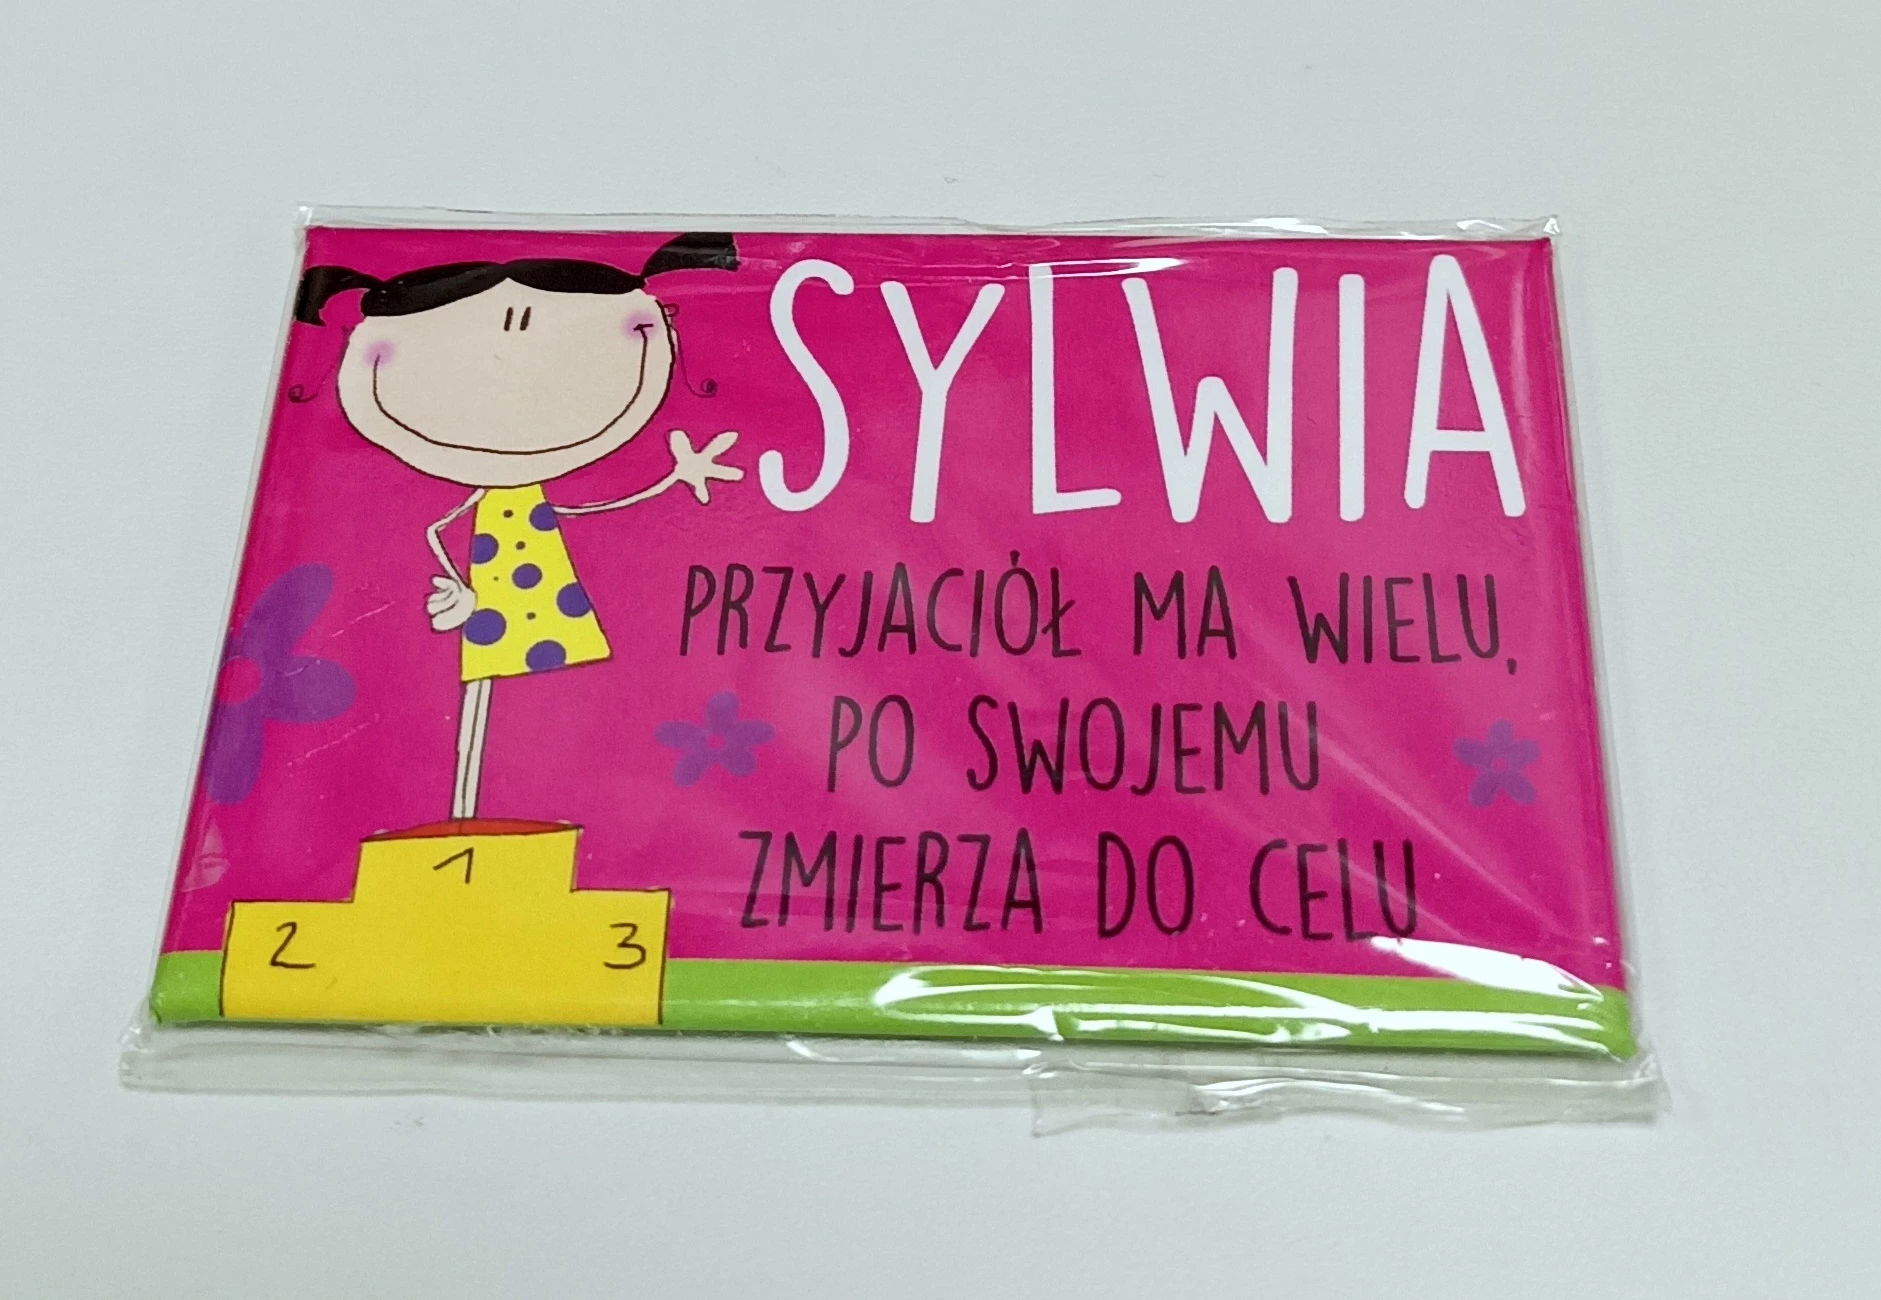 SYLWIA
PRZYJACIÓŁ MA WIELU,
PO SWOJEMU
ZMIERZA DO CELU
1
2
3